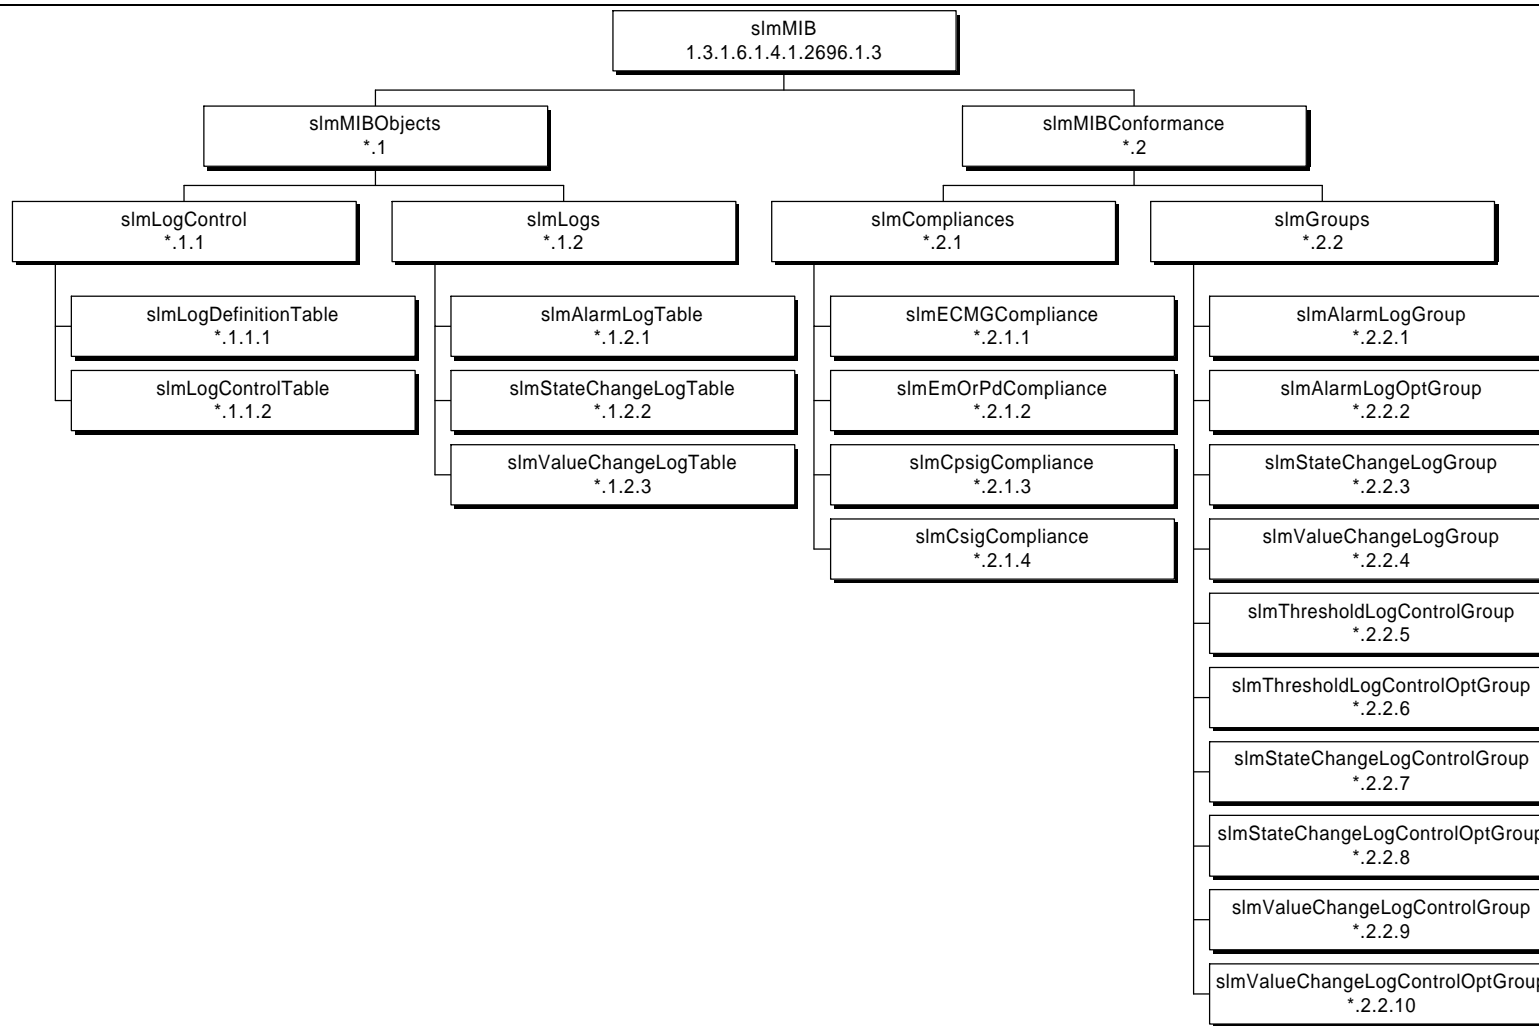 slmMIB
1.3.1.6.1.4.1.2696.1.3
slmMIBObjects
*.1
slmMIBConformance
*.2
slmLogControl
*.1.1
slmLogs
*.1.2
slmCompliances
*.2.1
slmGroups
*.2.2
slmLogDefinitionTable
*.1.1.1
slmLogControlTable
*.1.1.2
slmAlarmLogTable
*.1.2.1
slmStateChangeLogTable
*.1.2.2
slmValueChangeLogTable
*.1.2.3
slmECMGCompliance
*.2.1.1
slmEmOrPdCompliance
*.2.1.2
slmCpsigCompliance
*.2.1.3
slmCsigCompliance
*.2.1.4
slmAlarmLogGroup
*.2.2.1
slmAlarmLogOptGroup
*.2.2.2
slmStateChangeLogGroup
*.2.2.3
slmValueChangeLogGroup
*.2.2.4
slmThresholdLogControlGroup
*.2.2.5
slmThresholdLogControlOptGroup
*.2.2.6
slmStateChangeLogControlGroup
*.2.2.7
slmStateChangeLogControlOptGroup
*.2.2.8
slmValueChangeLogControlGroup
*.2.2.9
slmValueChangeLogControlOptGroup
*.2.2.10